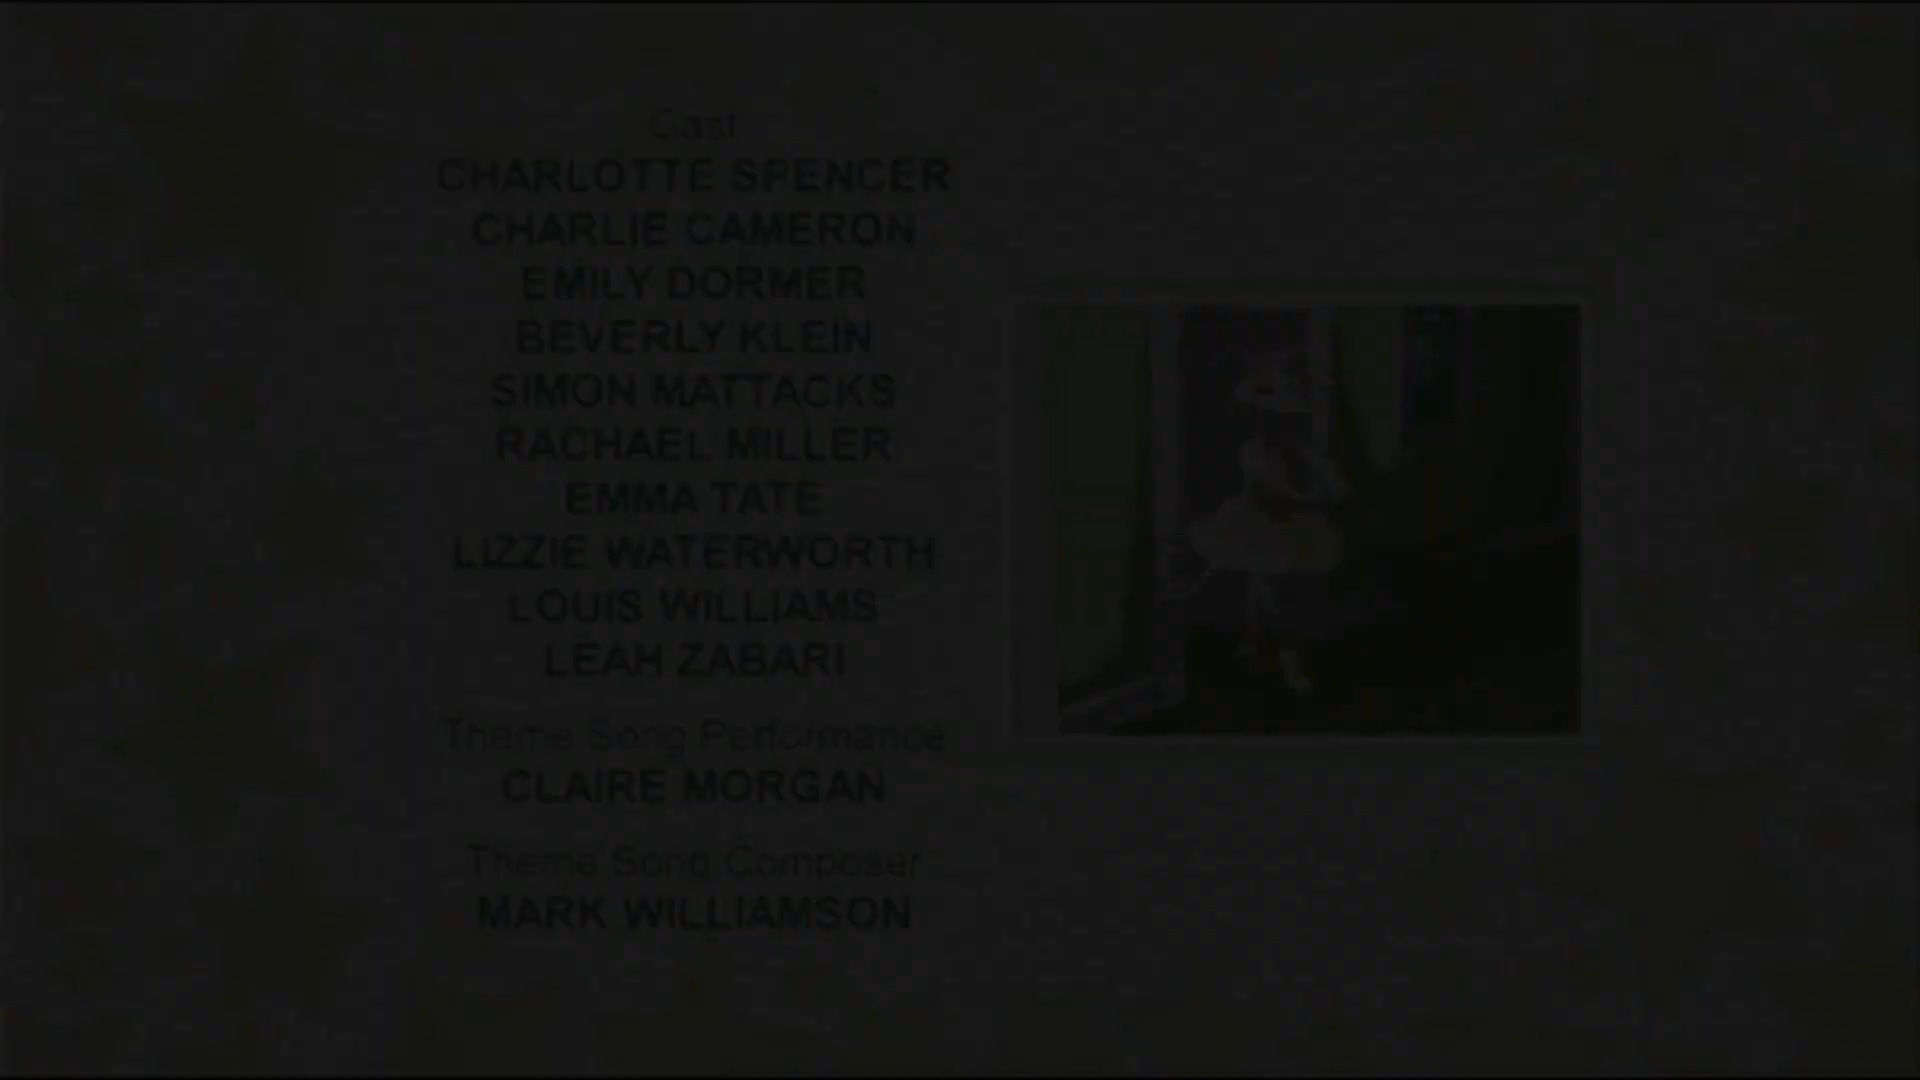 Cast
CHARLOTTE SPENCER
CHARLIE CAMERON
EMILY DORMER
BEVERLY KLEIN
SIMON MATTACKS
RACHAEL MILLER
EMMA TATE
LIZZIE WATERWORTH
LOUIS WILLIAMS
LEAH ZABARI
Theme Song Performance
CLAIRE MORGAN
Theme Song Composer
MARK WILLIAMSON